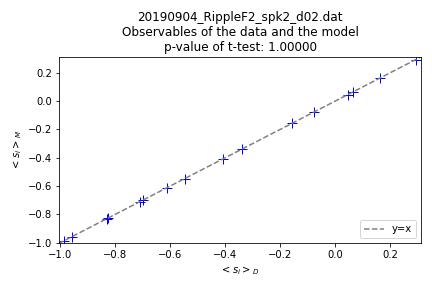 20190904_RippleF2_spk2_d02.dat
Observables of the data and the model
p-value of t-test: 1.00000
0.2
0.0
−0.2
−0.4
−0.6
−0.8
−1.0
< s_i >_M
y=x
−1.0 −0.8 −0.6 −0.4 −0.2 0.0 0.2
< s_i >_D